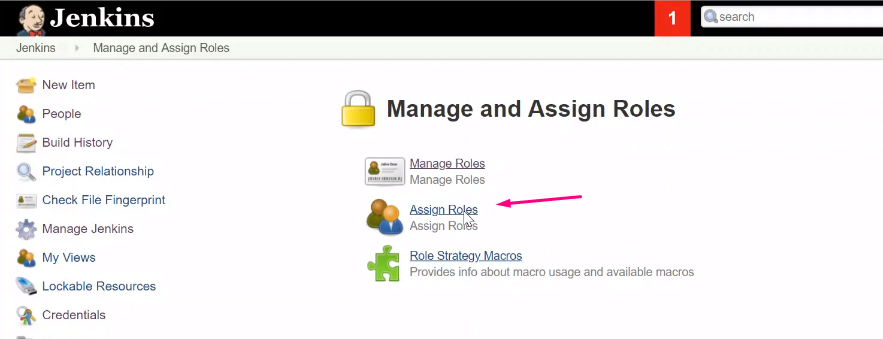 Jenkins
1
search
Jenkins Manage and Assign Roles
New Item
People
Build History
Project Relationship
Check File Fingerprint
Manage Jenkins
My Views
Lockable Resources
Credentials
Manage and Assign Roles
Manage Roles
Manage Roles
Assign Roles
Assign Roles
Role Strategy Macros
Provides info about macro usage and available macros